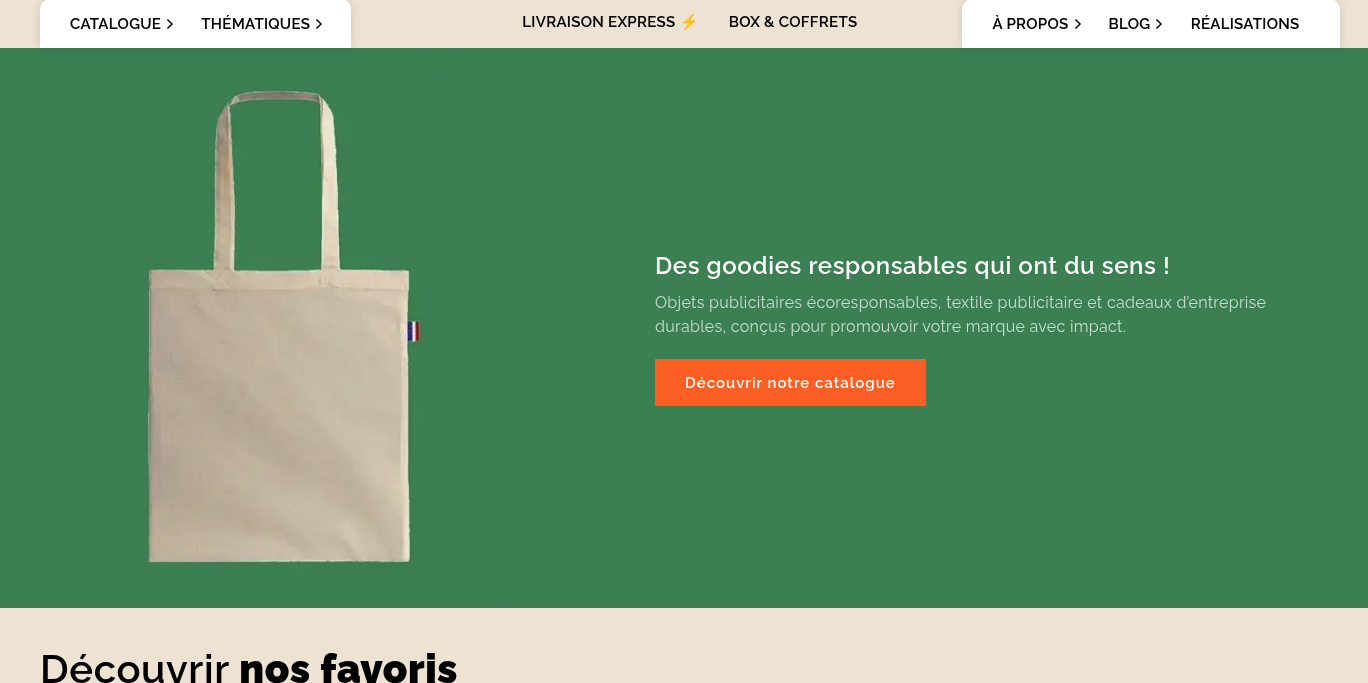 CATALOGUE
THÉMATIQUES
LIVRAISON EXPRESS ⚡
BOX & COFFRETS
À PROPOS
BLOG
RÉALISATIONS
Des goodies responsables qui ont du sens !
Objets publicitaires écoresponsables, textile publicitaire et cadeaux d'entreprise
durables, conçus pour promouvoir votre marque avec impact.
Découvrir notre catalogue
Découvrir nos favoris